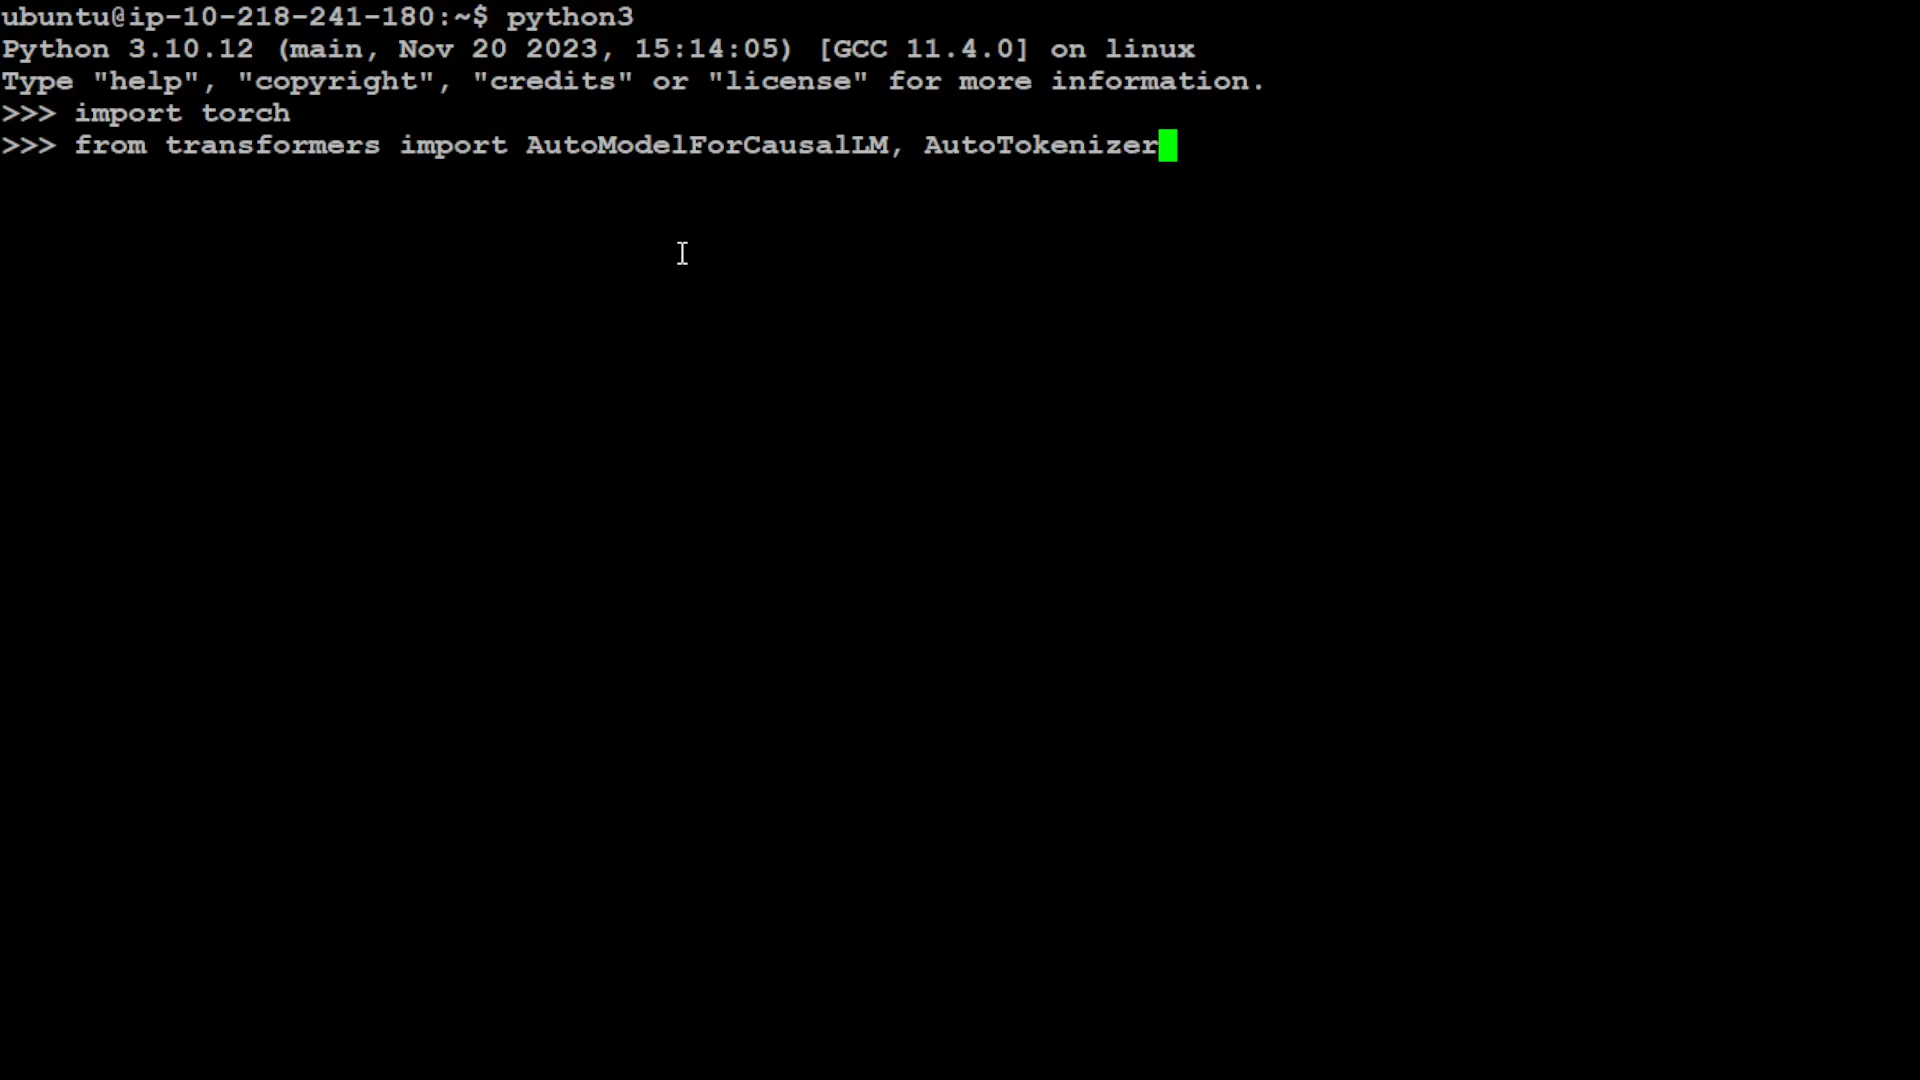 ubuntu@ip-10-218-241-180:~$ python3
Python 3.10.12 (main, Nov 20 2023, 15:14:05) [GCC 11.4.0] on linux
Type "help", "copyright", "credits" or "license" for more information.
>>> import torch
>>> from transformers import AutoModelForCausalLM, AutoTokenizer